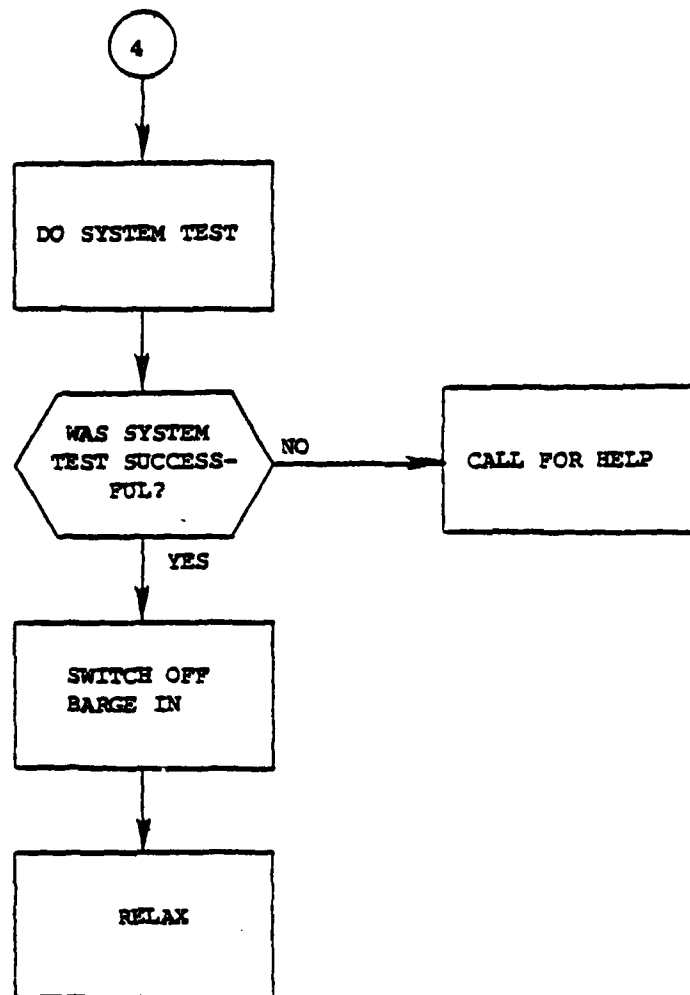 4
DO SYSTEM TEST
WAS SYSTEM
TEST SUCCESS-
FUL?
NO
CALL FOR HELP
YES
SWITCH OFF
BARGE IN
RELAX